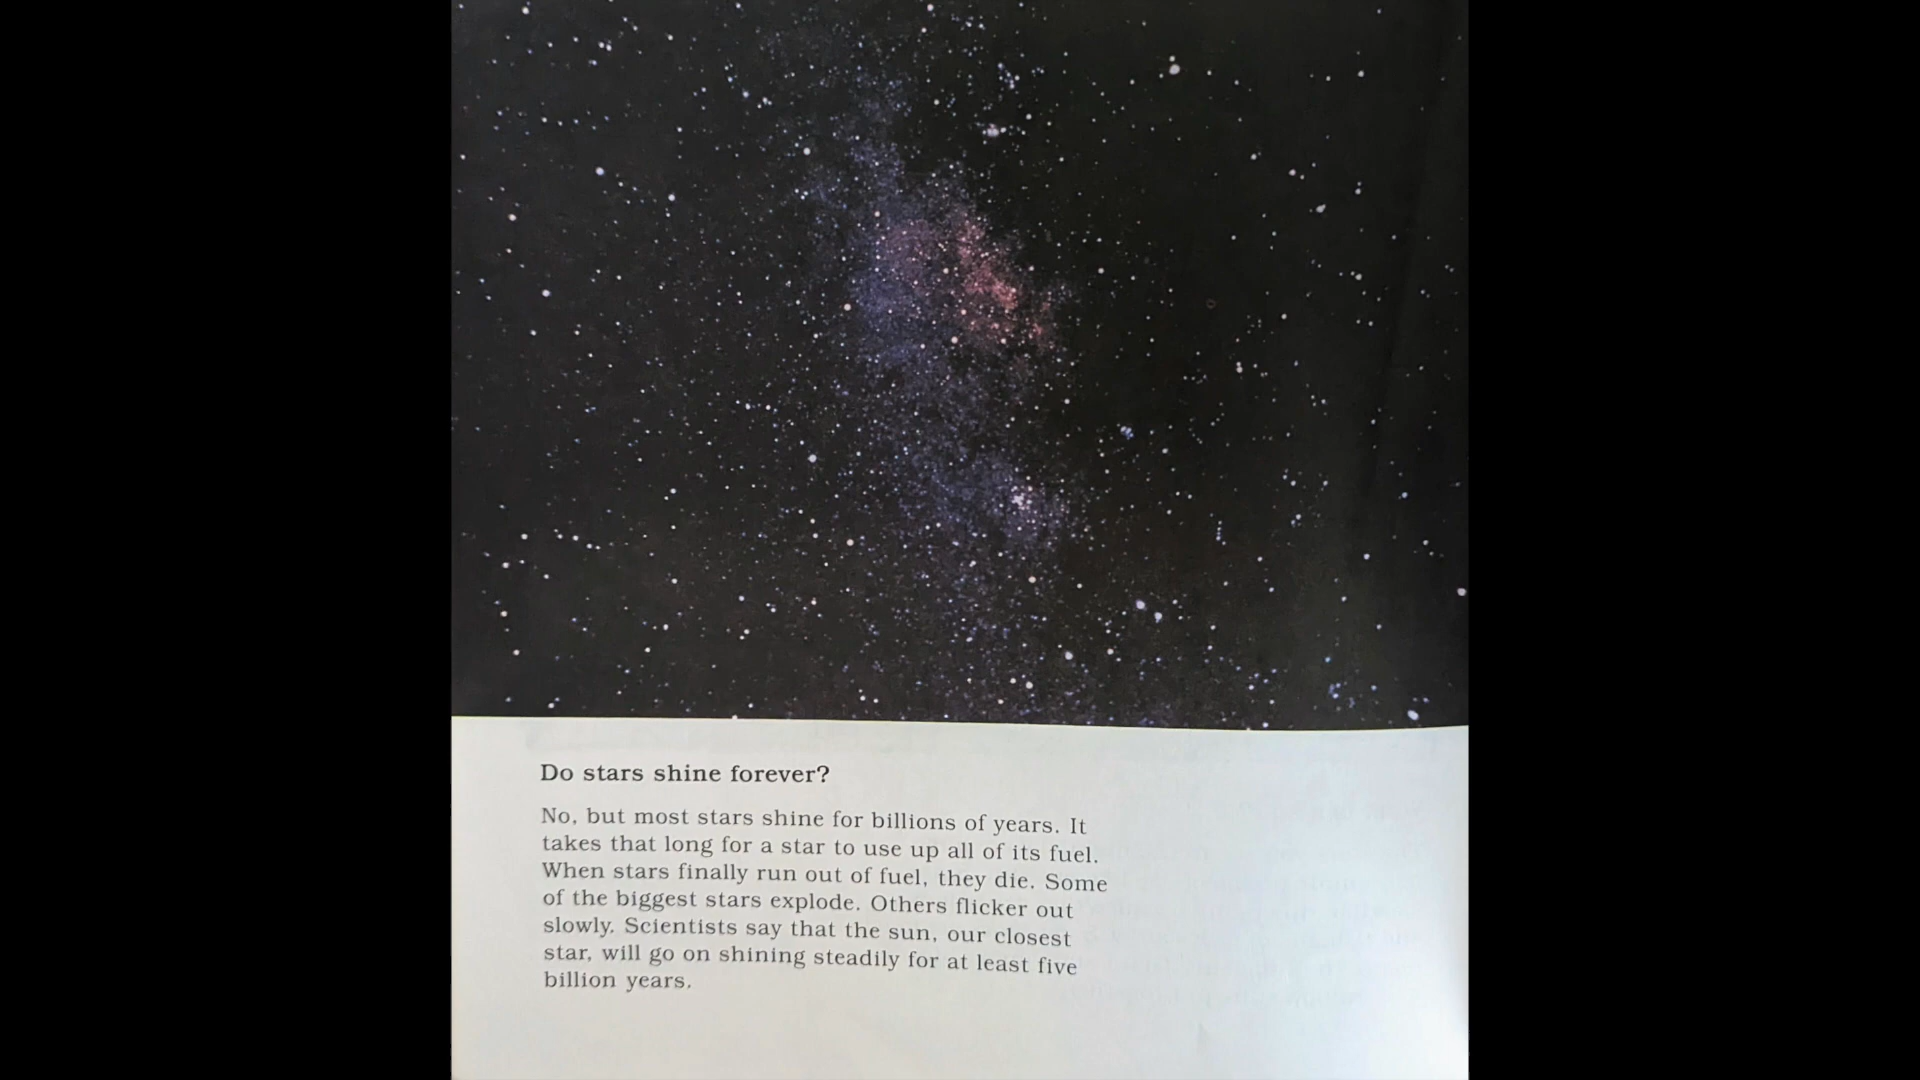 Do stars shine forever?
No, but most stars shine for billions of years. It
takes that long for a star to use up all of its fuel.
When stars finally run out of fuel, they die. Some
of the biggest stars explode. Others flicker out
slowly. Scientists say that the sun, our closest
star, will go on shining steadily for at least five
billion years.